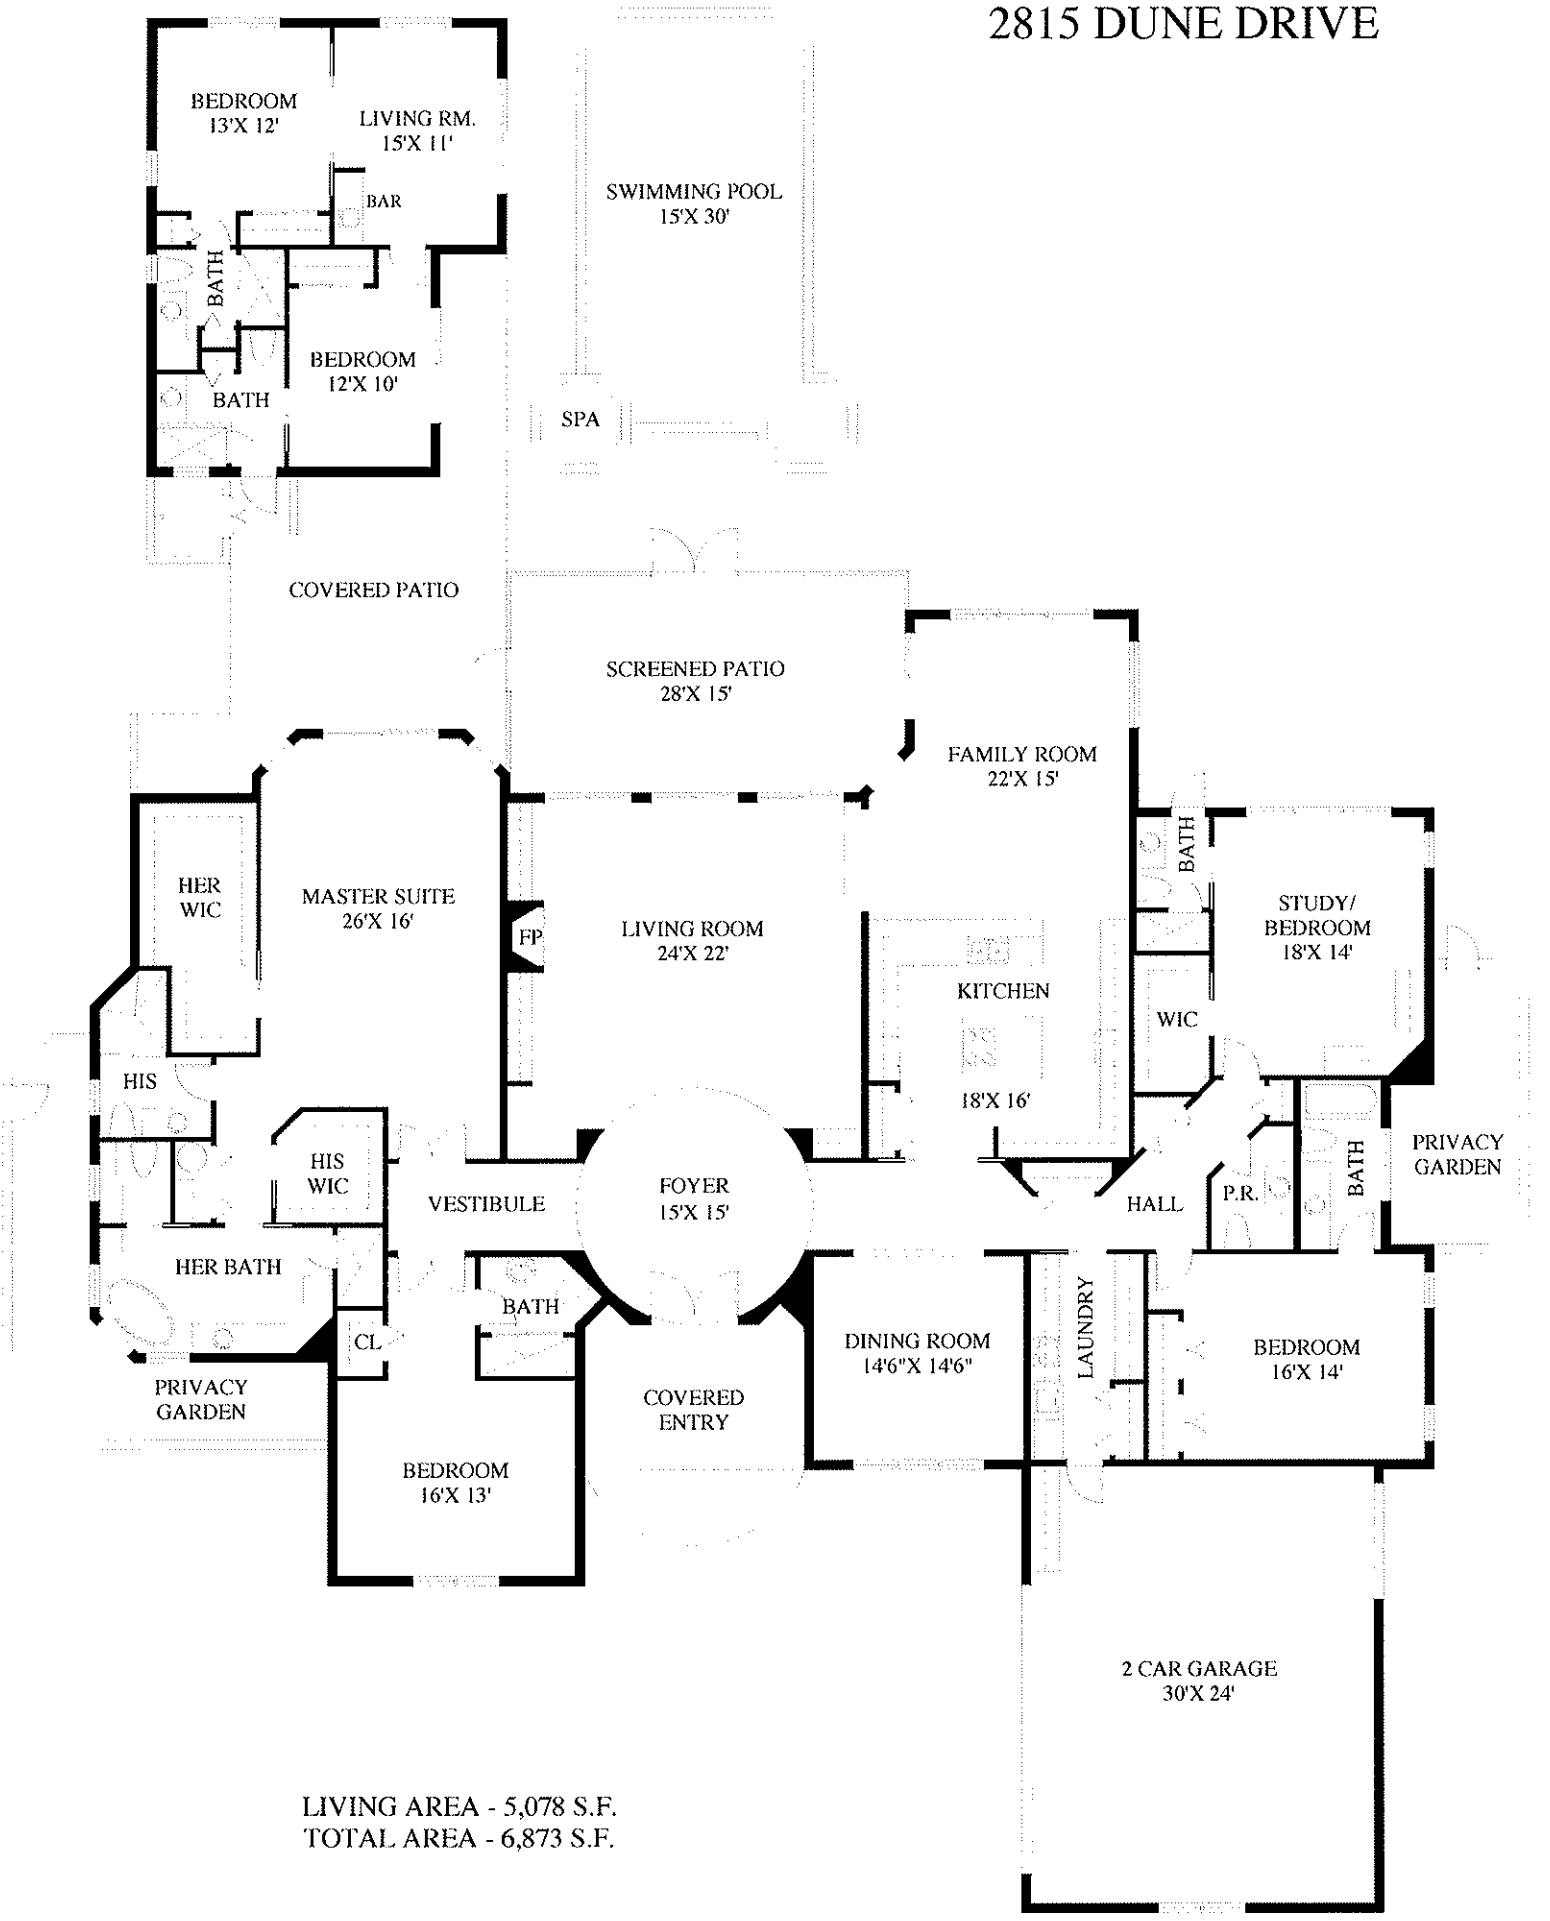 2815 DUNE DRIVE
BEDROOM
13'X 12'
LIVING RM.
15'X 11'
BAR
SWIMMING POOL
15'X 30'
BATH
BEDROOM
12'X 10'
BATH
SPA
COVERED PATIO
SCREENED PATIO
28'X 15'
FAMILY ROOM
22'X 15'
BATH
HER
WIC
MASTER SUITE
26'X 16'
FP
LIVING ROOM
24'X 22'
STUDY/
BEDROOM
18'X 14'
KITCHEN
18'X 16'
WIC
HIS
HIS
WIC
VESTIBULE
FOYER
15'X 15'
HALL
P.R.
BATH
PRIVACY
GARDEN
HER BATH
CL
BATH
DINING ROOM
14'6"X 14'6"
LAUNDRY
BEDROOM
16'X 14'
PRIVACY
GARDEN
COVERED
ENTRY
BEDROOM
16'X 13'
2 CAR GARAGE
30'X 24'
LIVING AREA - 5,078 S.F.
TOTAL AREA - 6,873 S.F.